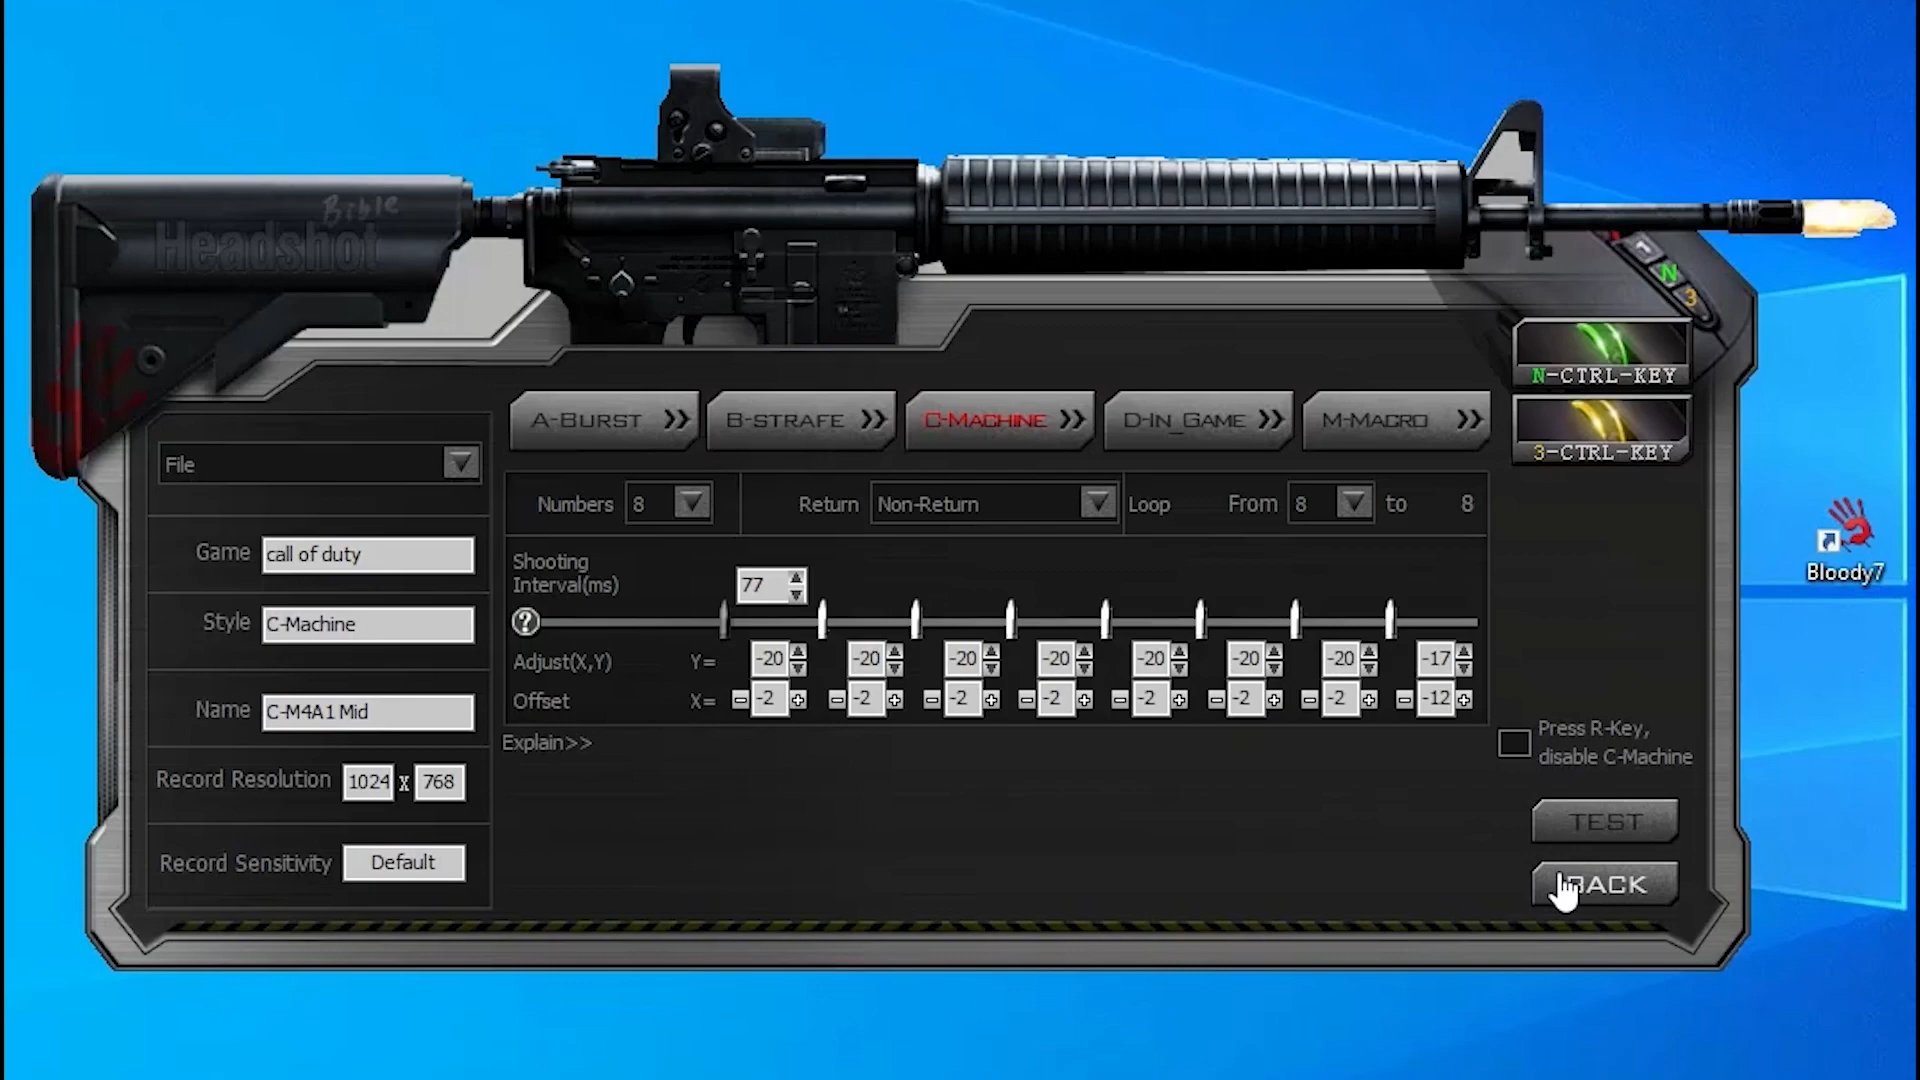 Bible
Headshot
N
3
N-CTRL-KEY
3-CTRL-KEY
A-BURST
B-STRAFE
C-MACHINE
D-IN_GAME
M-MACRO
File
Numbers 8 Return Non-Return Loop From 8 to 8
Game call of duty
Shooting
Interval(ms)
77
?
Style C-Machine
Adjust(X,Y) Y= -20 -20 -20 -20 -20 -20 -20 -17
Offset X= -2 -2 -2 -2 -2 -2 -2 -12
Name C-M4A1 Mid
Explain>>
Press R-Key,
disable C-Machine
Record Resolution 1024 X 768
TEST
Record Sensitivity Default
BACK
Bloody7